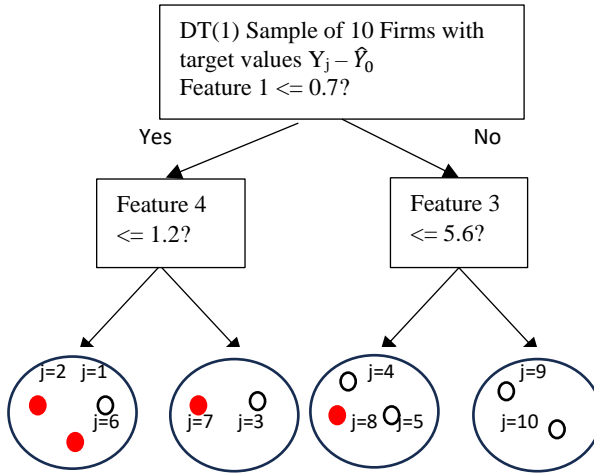 DT(1) Sample of 10 Firms with
target values Yⱼ – Ŷ₀
Feature 1 <= 0.7?
Yes
No
Feature 4
<= 1.2?
Feature 3
<= 5.6?
j=2 j=1
j=6
j=7 j=3
j=4
j=8 j=5
j=9
j=10